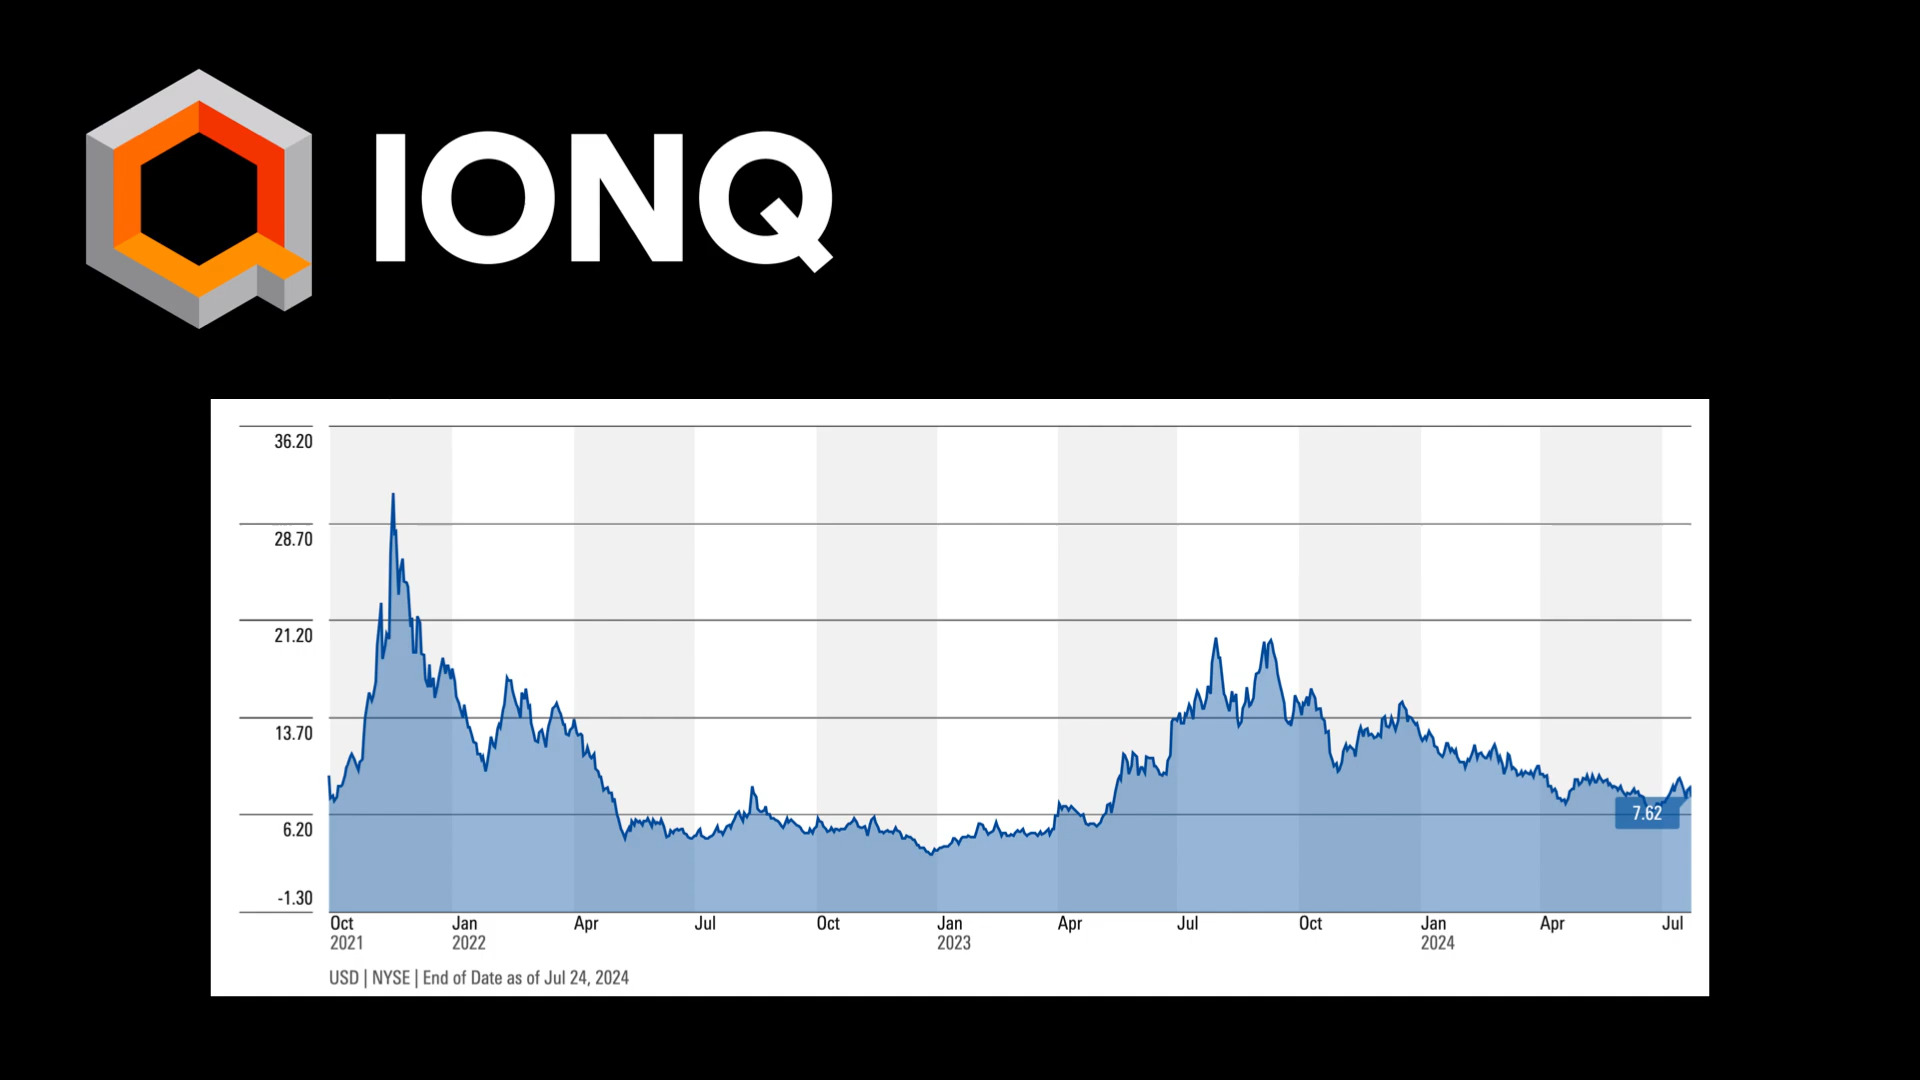 IONQ
36.20
28.70
21.20
13.70
6.20
-1.30
7.62
Oct Jan Apr Jul Oct Jan Apr Jul Oct Jan Apr Jul
2021 2022 2023 2024
USD | NYSE | End of Date as of Jul 24, 2024